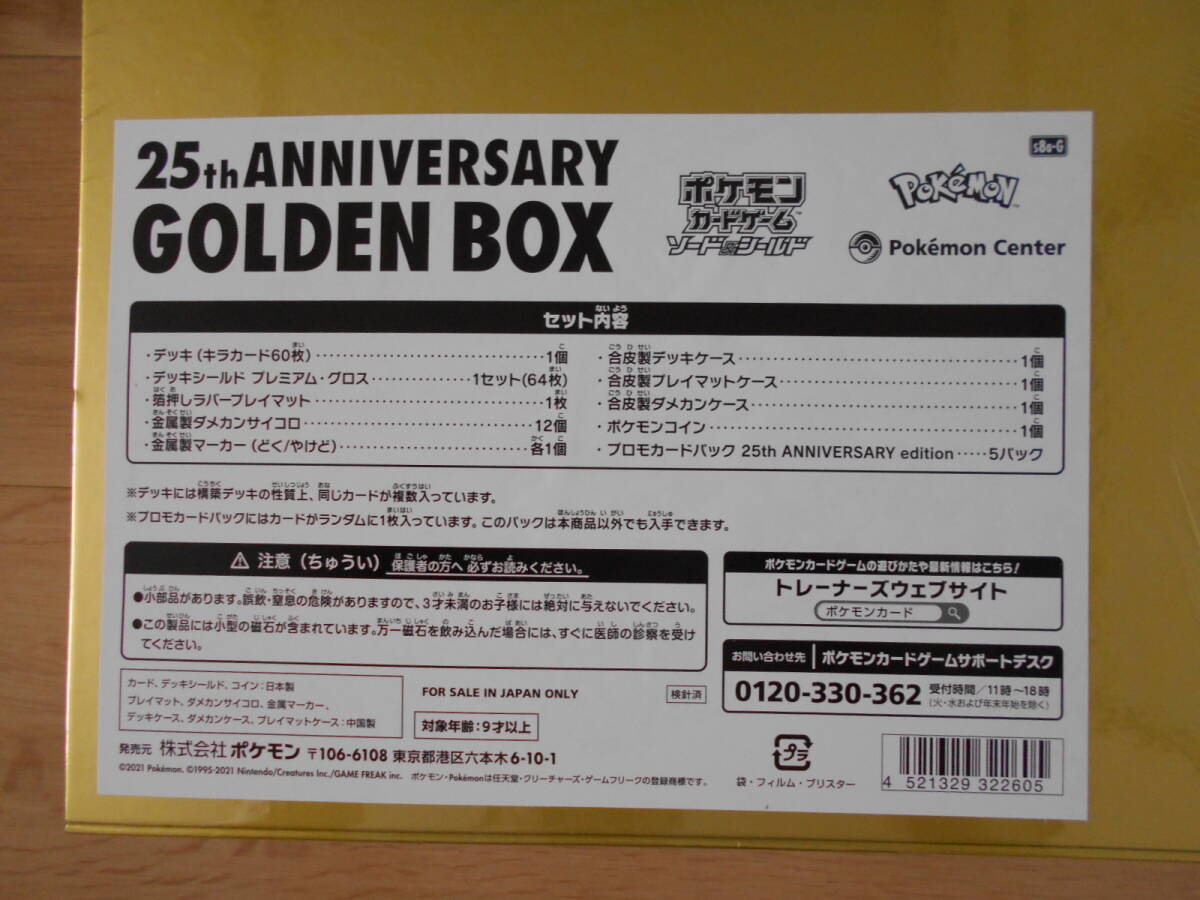 25th ANNIVERSARY
GOLDEN BOX
ポケモン
カードゲーム
ソード&シールド
s8a-G
POKéMON
Pokémon Center
セット内容
・デッキ(キラカード60枚)……1個
・デッキシールド プレミアム・グロス……1セット(64枚)
・箔押しラバープレイマット……1枚
・金属製ダメカンサイコロ……12個
・金属製マーカー(どく/やけど)……各1個
・合皮製デッキケース……1個
・合皮製プレイマットケース……1個
・合皮製ダメカンケース……1個
・ポケモンコイン……1個
・プロモカードパック 25th ANNIVERSARY edition……5パック
※デッキには構築デッキの性質上、同じカードが複数入っています。
※プロモカードパックにはカードがランダムに1枚入っています。このパックは本商品以外でも入手できます。
⚠ 注意(ちゅうい) 保護者の方へ 必ずお読みください。
●小部品があります。誤飲・窒息の危険がありますので、3才未満のお子様には絶対に与えないでください。
●この製品には小型の磁石が含まれています。万一磁石を飲み込んだ場合には、すぐに医師の診察を受け
てください。
ポケモンカードゲームの遊びかたや最新情報はこちら!
トレーナーズウェブサイト
ポケモンカード
お問い合わせ先 ポケモンカードゲームサポートデスク
0120-330-362 受付時間/11時~18時
(火・水および年末年始を除く)
カード、デッキシールド、コイン:日本製
プレイマット、ダメカンサイコロ、金属マーカー、
デッキケース、ダメカンケース、プレイマットケース:中国製
FOR SALE IN JAPAN ONLY
検針済
対象年齢:9才以上
発売元 株式会社 ポケモン 〒106-6108 東京都港区六本木6-10-1
©2021 Pokémon. ©1995-2021 Nintendo/Creatures Inc./GAME FREAK inc. ポケモン・Pokémonは任天堂・クリーチャーズ・ゲームフリークの登録商標です。
プラ
袋・フィルム・ブリスター
4 521329 322605